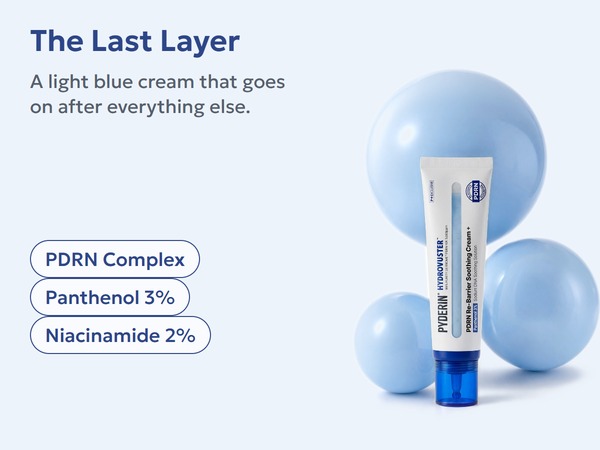 The Last Layer
A light blue cream that goes
on after everything else.
PDRN Complex
Panthenol 3%
Niacinamide 2%
PDRN
PYDERIN® HYDROVUSTER®
PDRN Re-Barrier Soothing Cream+